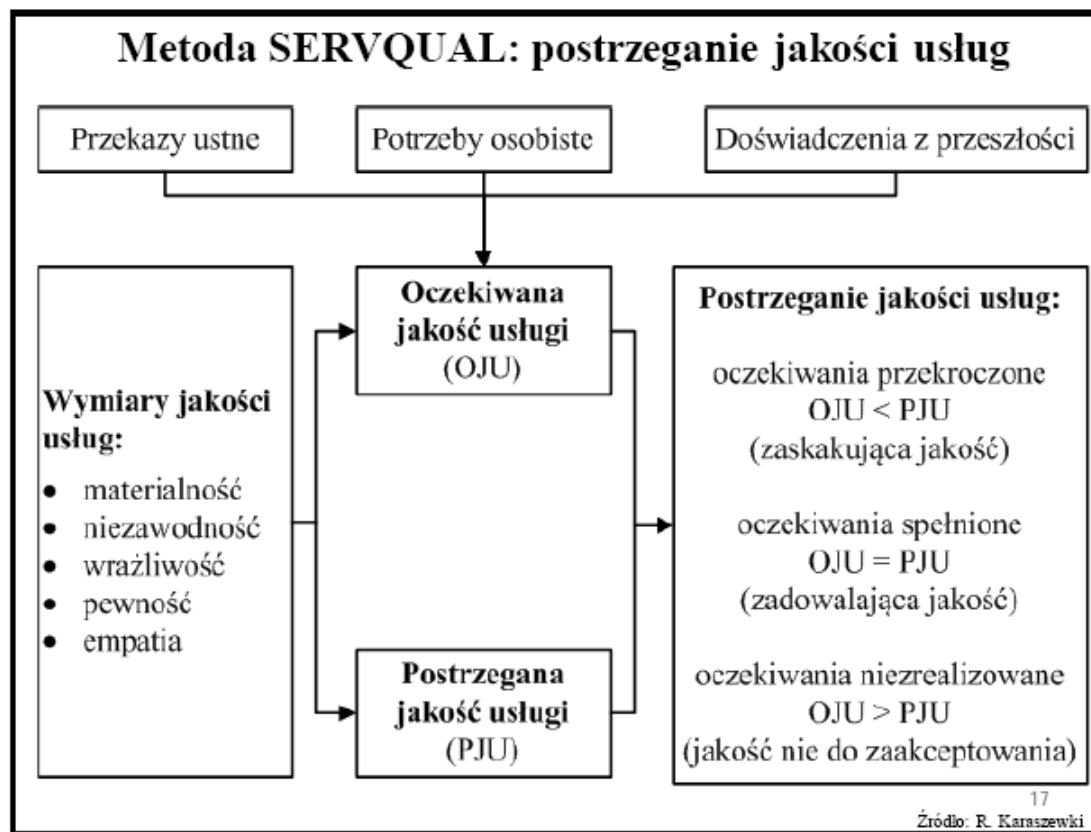 Metoda SERVQUAL: postrzeganie jakości usług
Przekazy ustne
Potrzeby osobiste
Doświadczenia z przeszłości
Wymiary jakości
usług:
• materialność
• niezawodność
• wrażliwość
• pewność
• empatia
Oczekiwana
jakość usługi
(OJU)
Postrzegana
jakość usługi
(PJU)
Postrzeganie jakości usług:
oczekiwania przekroczone
OJU < PJU
(zaskakująca jakość)
oczekiwania spełnione
OJU = PJU
(zadowalająca jakość)
oczekiwania niezrealizowane
OJU > PJU
(jakość nie do zaakceptowania)
17
Źródło: R. Karaszewki